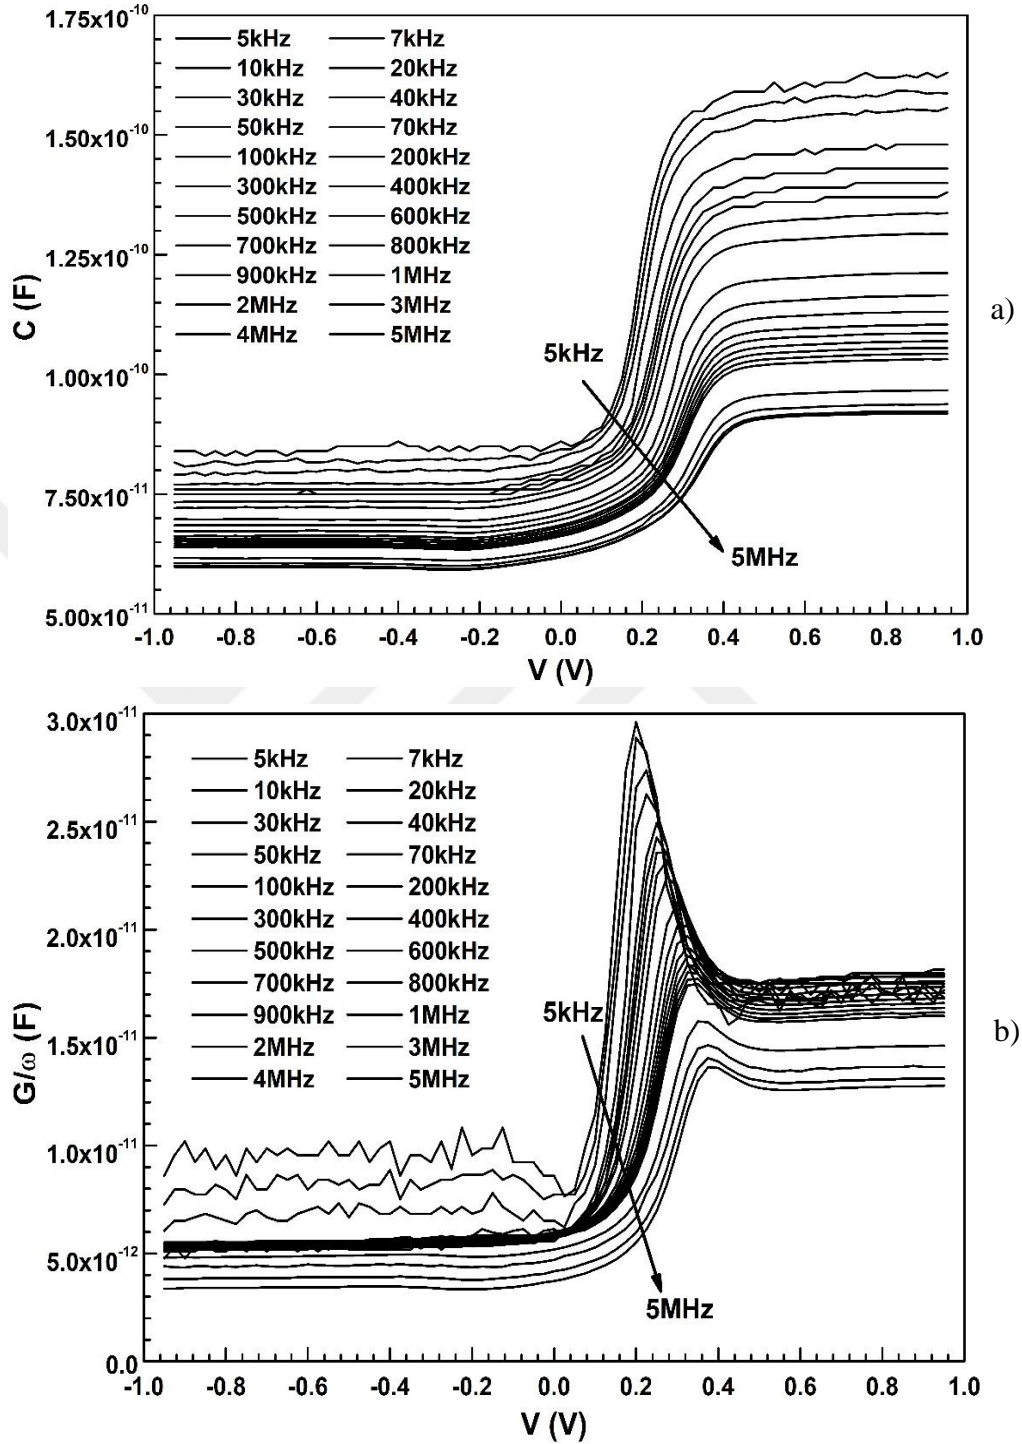 1.75x10⁻¹⁰
5kHz 7kHz
10kHz 20kHz
30kHz 40kHz
1.50x10⁻¹⁰
50kHz 70kHz
100kHz 200kHz
300kHz 400kHz
500kHz 600kHz
1.25x10⁻¹⁰
700kHz 800kHz
900kHz 1MHz
2MHz 3MHz
4MHz 5MHz
C (F)
a)
5kHz
1.00x10⁻¹⁰
7.50x10⁻¹¹
5MHz
5.00x10⁻¹¹
-1.0 -0.8 -0.6 -0.4 -0.2 0.0 0.2 0.4 0.6 0.8 1.0
V (V)
3.0x10⁻¹¹
5kHz 7kHz
10kHz 20kHz
2.5x10⁻¹¹
30kHz 40kHz
50kHz 70kHz
100kHz 200kHz
2.0x10⁻¹¹
300kHz 400kHz
500kHz 600kHz
700kHz 800kHz
900kHz 1MHz
5kHz
1.5x10⁻¹¹
2MHz 3MHz
4MHz 5MHz
G/ω (F)
b)
1.0x10⁻¹¹
5.0x10⁻¹²
5MHz
0.0
-1.0 -0.8 -0.6 -0.4 -0.2 0.0 0.2 0.4 0.6 0.8 1.0
V (V)